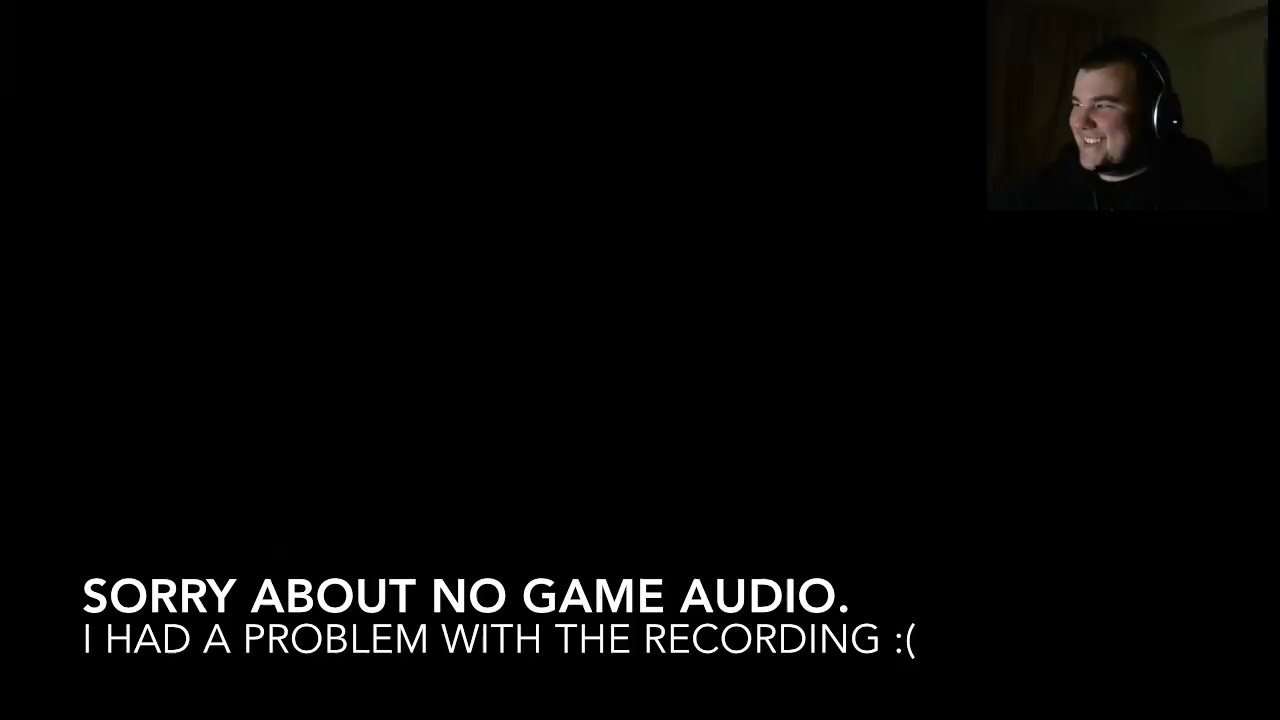 SORRY ABOUT NO GAME AUDIO.
I HAD A PROBLEM WITH THE RECORDING :(